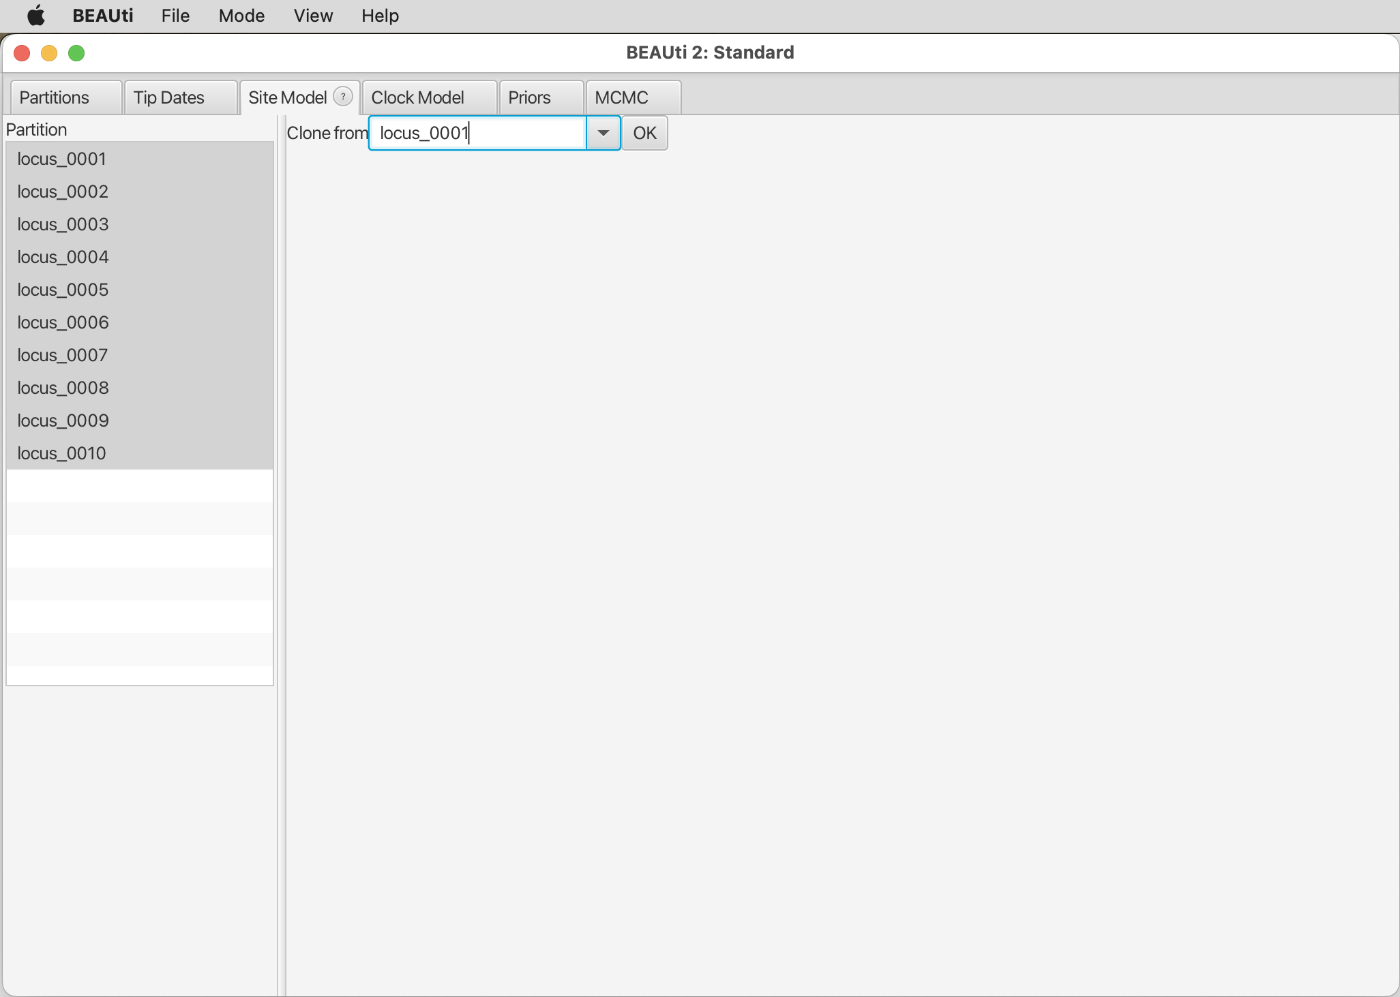 BEAUti File Mode View Help
BEAUti 2: Standard
Partitions Tip Dates Site Model ? Clock Model Priors MCMC
Partition
Clone from locus_0001 OK
locus_0001
locus_0002
locus_0003
locus_0004
locus_0005
locus_0006
locus_0007
locus_0008
locus_0009
locus_0010